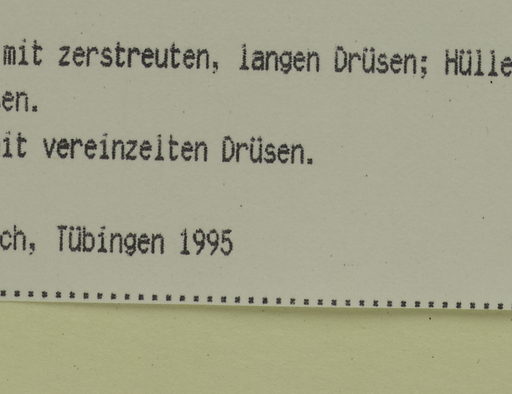 mit zerstreuten, langen Drüsen; Hülle
en.
it vereinzelten Drüsen.
ch, Tübingen 1995